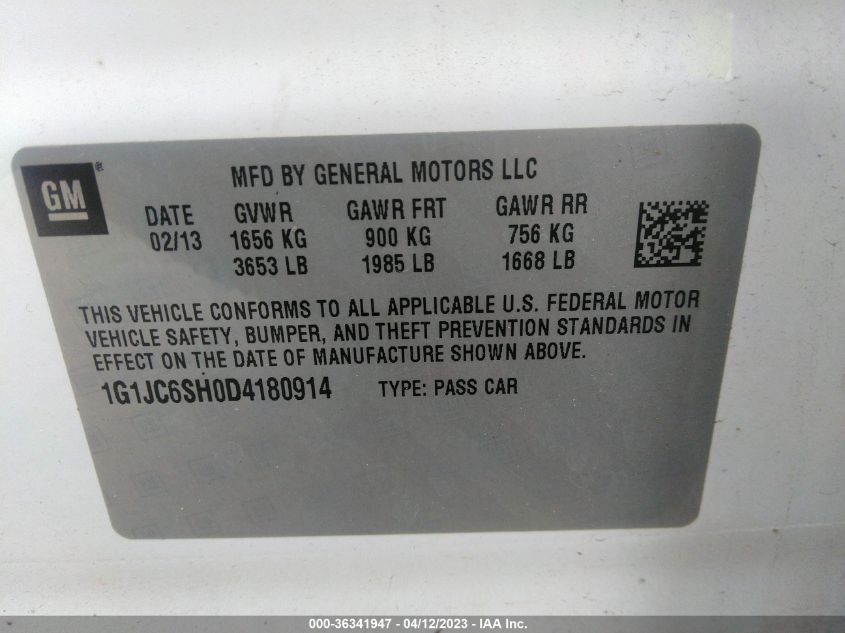 GM ®
MFD BY GENERAL MOTORS LLC
DATE GVWR GAWR FRT GAWR RR
02/13 1656 KG 900 KG 756 KG
3653 LB 1985 LB 1668 LB
THIS VEHICLE CONFORMS TO ALL APPLICABLE U.S. FEDERAL MOTOR
VEHICLE SAFETY, BUMPER, AND THEFT PREVENTION STANDARDS IN
EFFECT ON THE DATE OF MANUFACTURE SHOWN ABOVE.
1G1JC6SH0D4180914 TYPE: PASS CAR
000-36341947 - 04/12/2023 - IAA Inc.